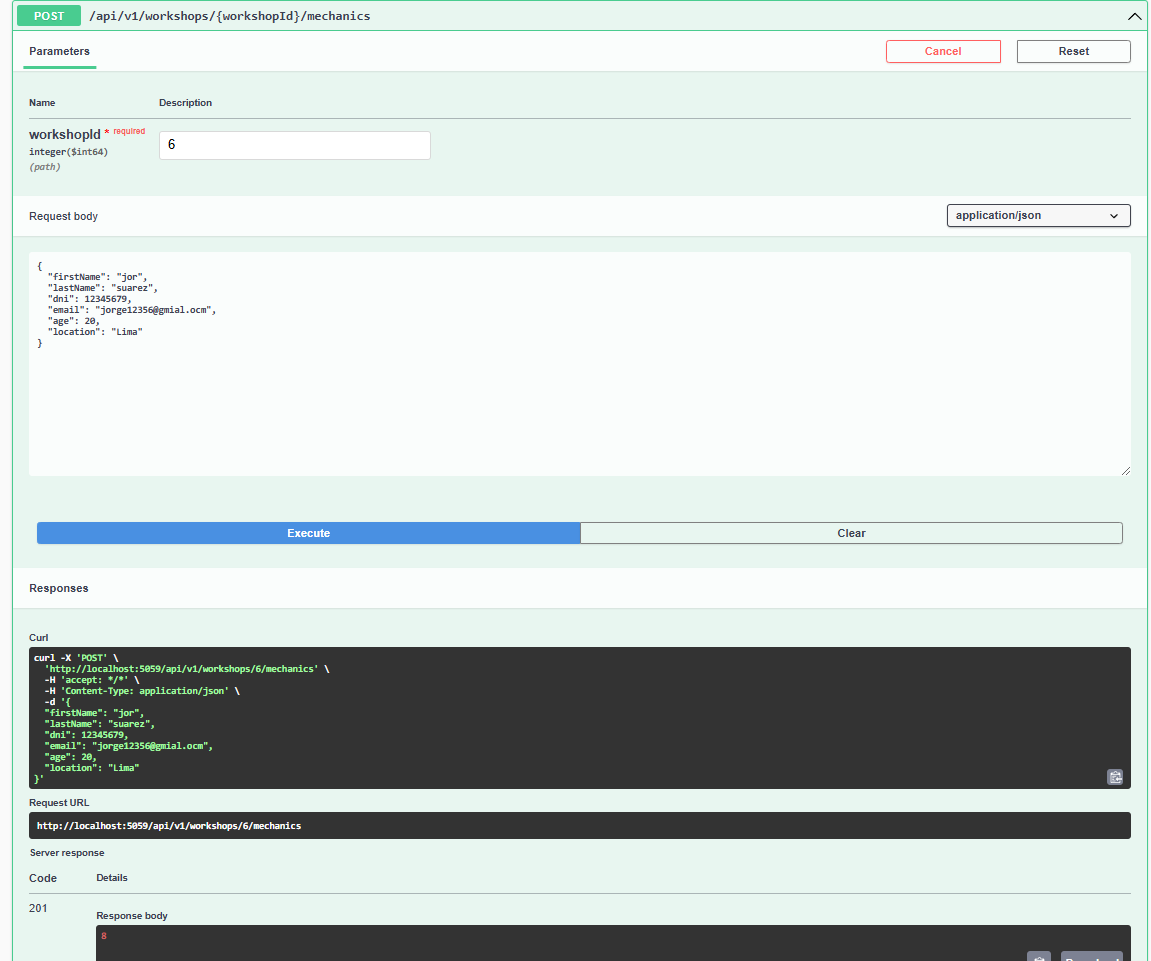 POST /api/v1/workshops/{workshopId}/mechanics
Parameters
Cancel
Reset
Name Description
workshopId * required
integer($int64)
(path)
6
Request body
application/json
{
"firstName": "jor",
"lastName": "suarez",
"dni": 12345679,
"email": "jorge12356@gmial.ocm",
"age": 20,
"location": "Lima"
}
Execute
Clear
Responses
Curl
curl -X 'POST' \
'http://localhost:5059/api/v1/workshops/6/mechanics' \
-H 'accept: */*' \
-H 'Content-Type: application/json' \
-d '{
"firstName": "jor",
"lastName": "suarez",
"dni": 12345679,
"email": "jorge12356@gmial.ocm",
"age": 20,
"location": "Lima"
}'
Request URL
http://localhost:5059/api/v1/workshops/6/mechanics
Server response
Code Details
201
Response body
8